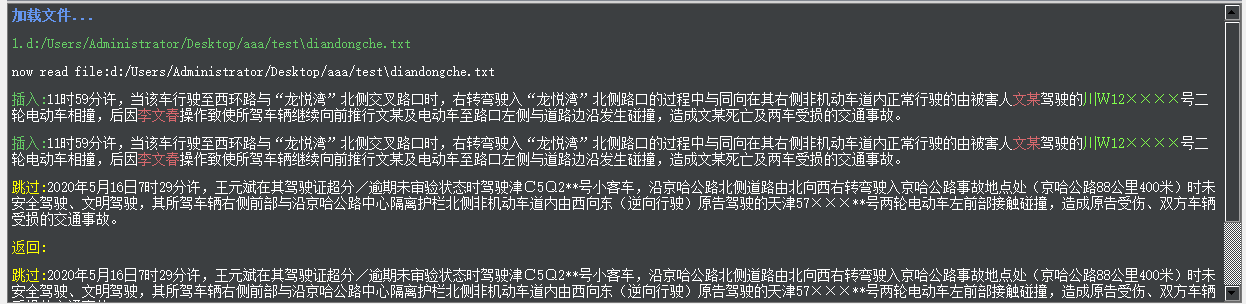 加载文件...
1.d:/Users/Administrator/Desktop/aaa/test\diandongche.txt
now read file:d:/Users/Administrator/Desktop/aaa/test\diandongche.txt
插入:11时59分许，当该车行驶至西环路与“龙悦湾”北侧交叉路口时，右转弯驶入“龙悦湾”北侧路口的过程中与同向在其右侧非机动车道内正常行驶的由被害人文某驾驶的川W12××××号二
轮电动车相撞，后因李文春操作致使所驾车辆继续向前推行文某及电动车至路口左侧与道路边沿发生碰撞，造成文某死亡及两车受损的交通事故。
插入:11时59分许，当该车行驶至西环路与“龙悦湾”北侧交叉路口时，右转弯驶入“龙悦湾”北侧路口的过程中与同向在其右侧非机动车道内正常行驶的由被害人文某驾驶的川W12××××号二
轮电动车相撞，后因李文春操作致使所驾车辆继续向前推行文某及电动车至路口左侧与道路边沿发生碰撞，造成文某死亡及两车受损的交通事故。
跳过:2020年5月16日7时29分许，王元斌在其驾驶证超分／逾期未审验状态时驾驶津Ｃ5Ｑ2**号小客车，沿京哈公路北侧道路由北向西右转弯驶入京哈公路事故地点处（京哈公路88公里400米）时未
安全驾驶、文明驾驶，其所驾车辆右侧前部与沿京哈公路中心隔离护栏北侧非机动车道内由西向东（逆向行驶）原告驾驶的天津57×××**号两轮电动车左前部接触碰撞，造成原告受伤、双方车辆
受损的交通事故。
返回:
跳过:2020年5月16日7时29分许，王元斌在其驾驶证超分／逾期未审验状态时驾驶津Ｃ5Ｑ2**号小客车，沿京哈公路北侧道路由北向西右转弯驶入京哈公路事故地点处（京哈公路88公里400米）时未
安全驾驶、文明驾驶，其所驾车辆右侧前部与沿京哈公路中心隔离护栏北侧非机动车道内由西向东（逆向行驶）原告驾驶的天津57×××**号两轮电动车左前部接触碰撞，造成原告受伤、双方车辆